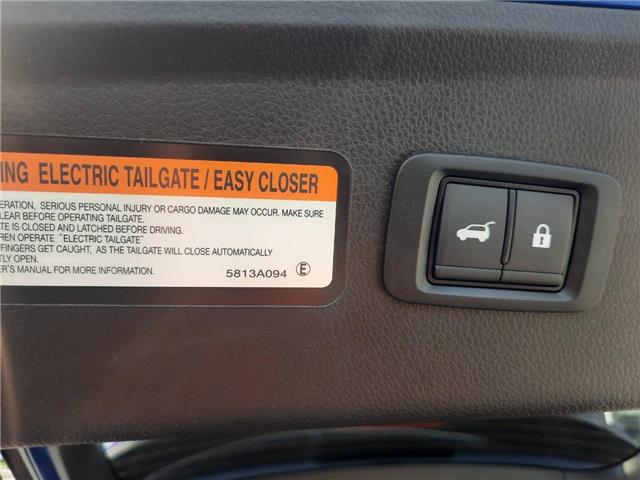 ING ELECTRIC TAILGATE / EASY CLOSER
ERATION, SERIOUS PERSONAL INJURY OR CARGO DAMAGE MAY OCCUR. MAKE SURE
LEAR BEFORE OPERATING TAILGATE.
TE IS CLOSED AND LATCHED BEFORE DRIVING.
REN OPERATE "ELECTRIC TAILGATE"
FINGERS GET CAUGHT, AS THE TAILGATE WILL CLOSE AUTOMATICALLY
TLY OPEN.
ER'S MANUAL FOR MORE INFORMATION. 5813A094 E